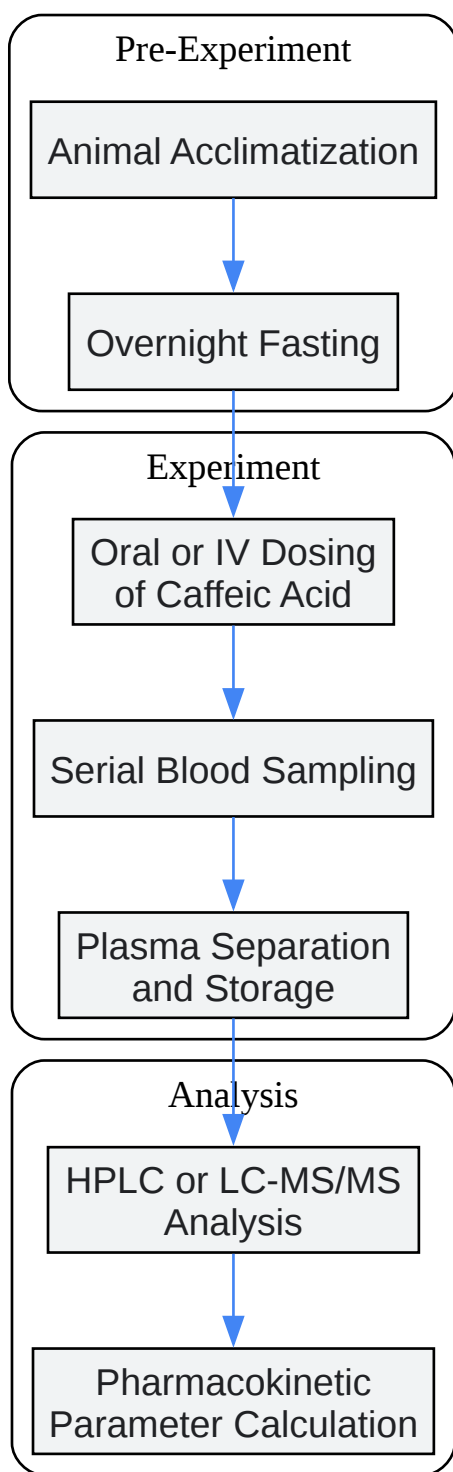 Pre-Experiment
Animal Acclimatization
Overnight Fasting
Experiment
Oral or IV Dosing
of Caffeic Acid
Serial Blood Sampling
Plasma Separation
and Storage
Analysis
HPLC or LC-MS/MS
Analysis
Pharmacokinetic
Parameter Calculation